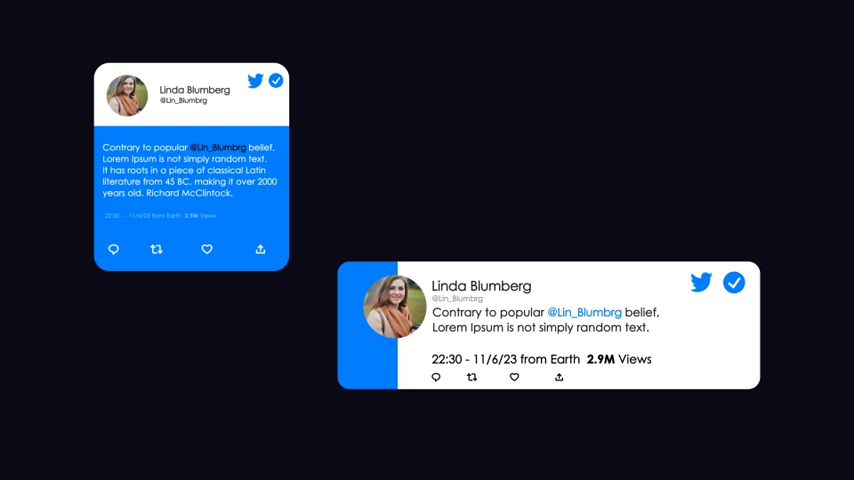 Linda Blumberg
@Lin_Blumbrg
Contrary to popular @Lin_Blumbrg belief,
Lorem Ipsum is not simply random text.
It has roots in a piece of classical Latin
literature from 45 BC, making it over 2000
years old. Richard McClintock.
22:30 - - 11/6/23 from Earth 2.9M Views
Linda Blumberg
@Lin_Blumbrg
Contrary to popular @Lin_Blumbrg belief,
Lorem Ipsum is not simply random text.
22:30 - 11/6/23 from Earth 2.9M Views